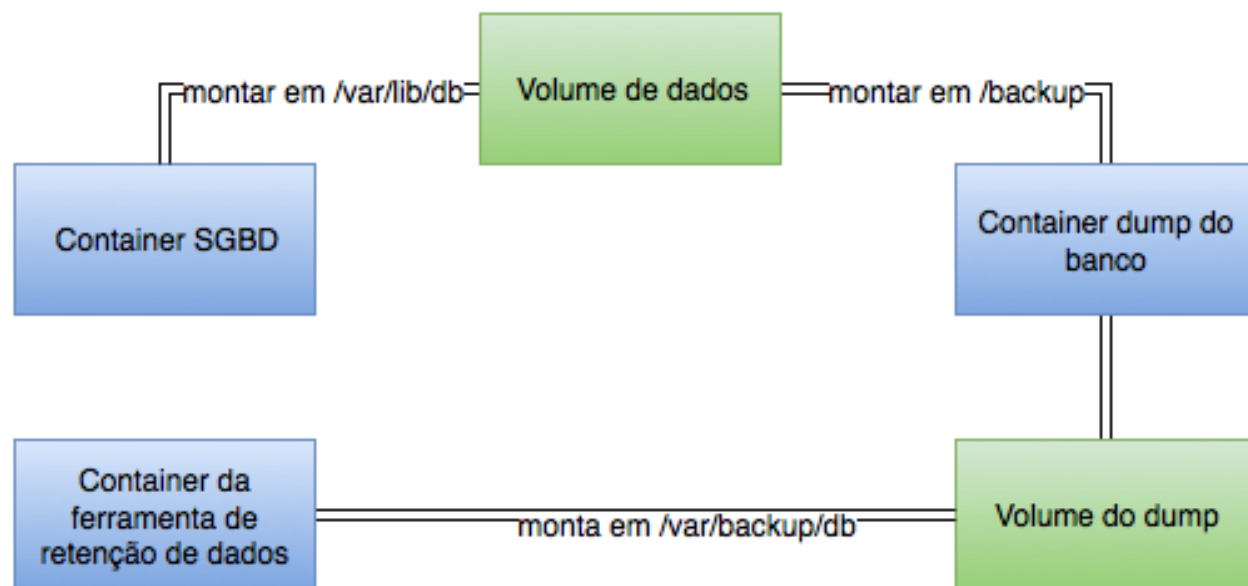 Volume de dados
montar em /var/lib/db
montar em /backup
Container SGBD
Container dump do
banco
Container da
ferramenta de
retenção de dados
monta em /var/backup/db
Volume do dump